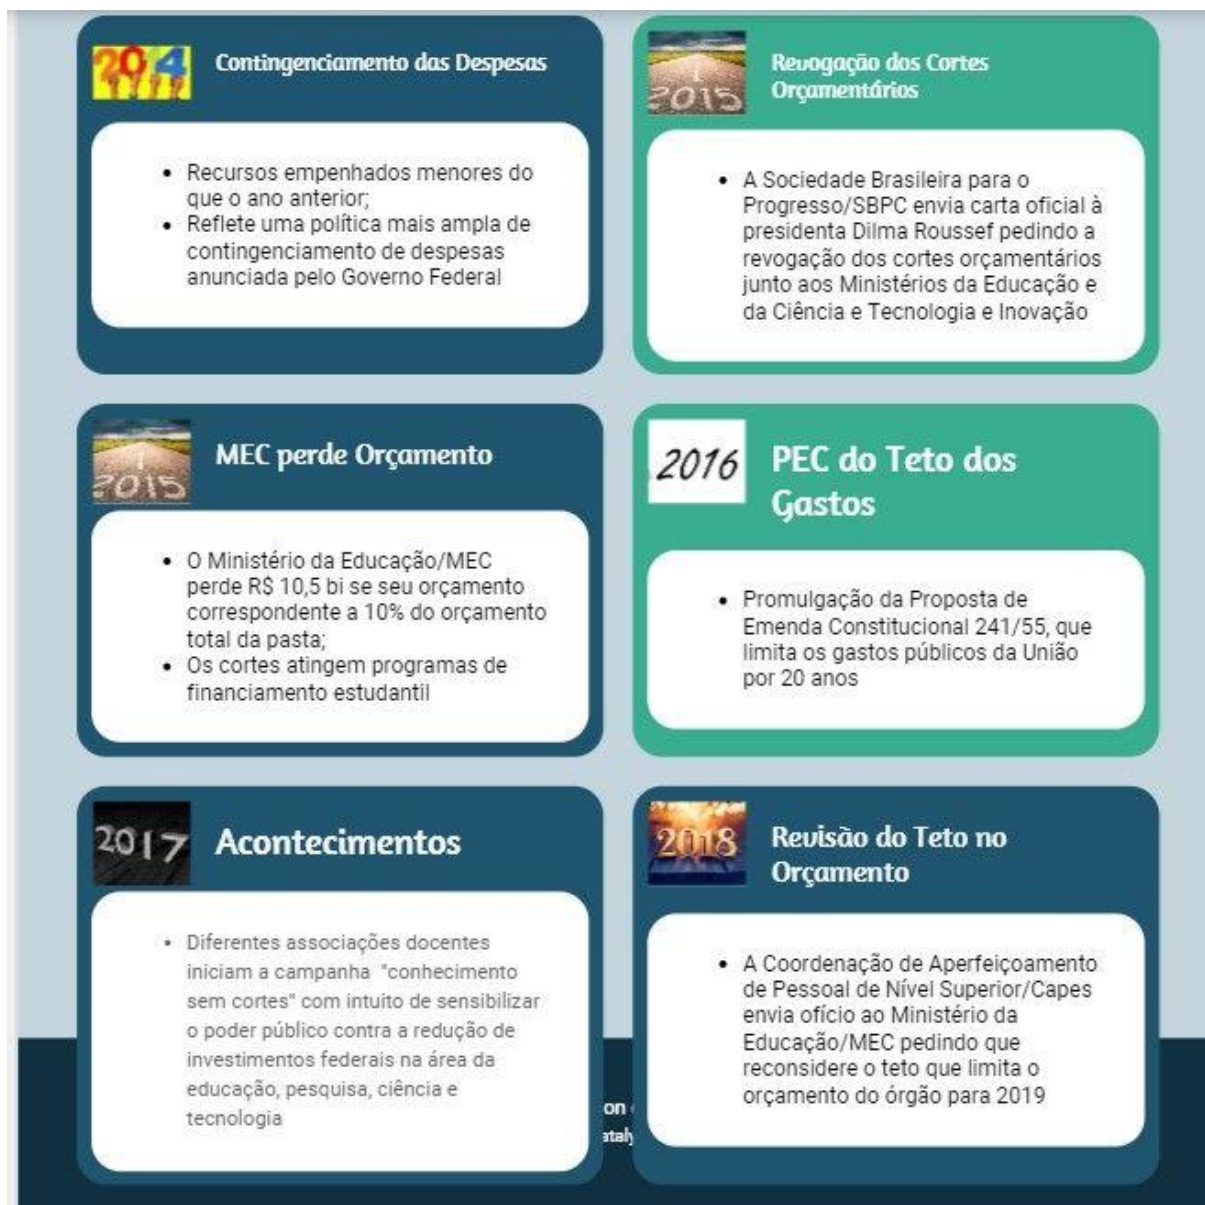 2014
Contingenciamento das Despesas
• Recursos empenhados menores do
que o ano anterior;
• Reflete uma política mais ampla de
contingenciamento de despesas
anunciada pelo Governo Federal
2015
Revogação dos Cortes
Orçamentários
• A Sociedade Brasileira para o
Progresso/SBPC envia carta oficial à
presidenta Dilma Roussef pedindo a
revogação dos cortes orçamentários
junto aos Ministérios da Educação e
da Ciência e Tecnologia e Inovação
2015
MEC perde Orçamento
• O Ministério da Educação/MEC
perde R$ 10,5 bi se seu orçamento
correspondente a 10% do orçamento
total da pasta;
• Os cortes atingem programas de
financiamento estudantil
2016
PEC do Teto dos
Gastos
• Promulgação da Proposta de
Emenda Constitucional 241/55, que
limita os gastos públicos da União
por 20 anos
2017
Acontecimentos
• Diferentes associações docentes
iniciam a campanha "conhecimento
sem cortes" com intuito de sensibilizar
o poder público contra a redução de
investimentos federais na área da
educação, pesquisa, ciência e
tecnologia
2018
Revisão do Teto no
Orçamento
• A Coordenação de Aperfeiçoamento
de Pessoal de Nível Superior/Capes
envia ofício ao Ministério da
Educação/MEC pedindo que
reconsidere o teto que limita o
orçamento do órgão para 2019